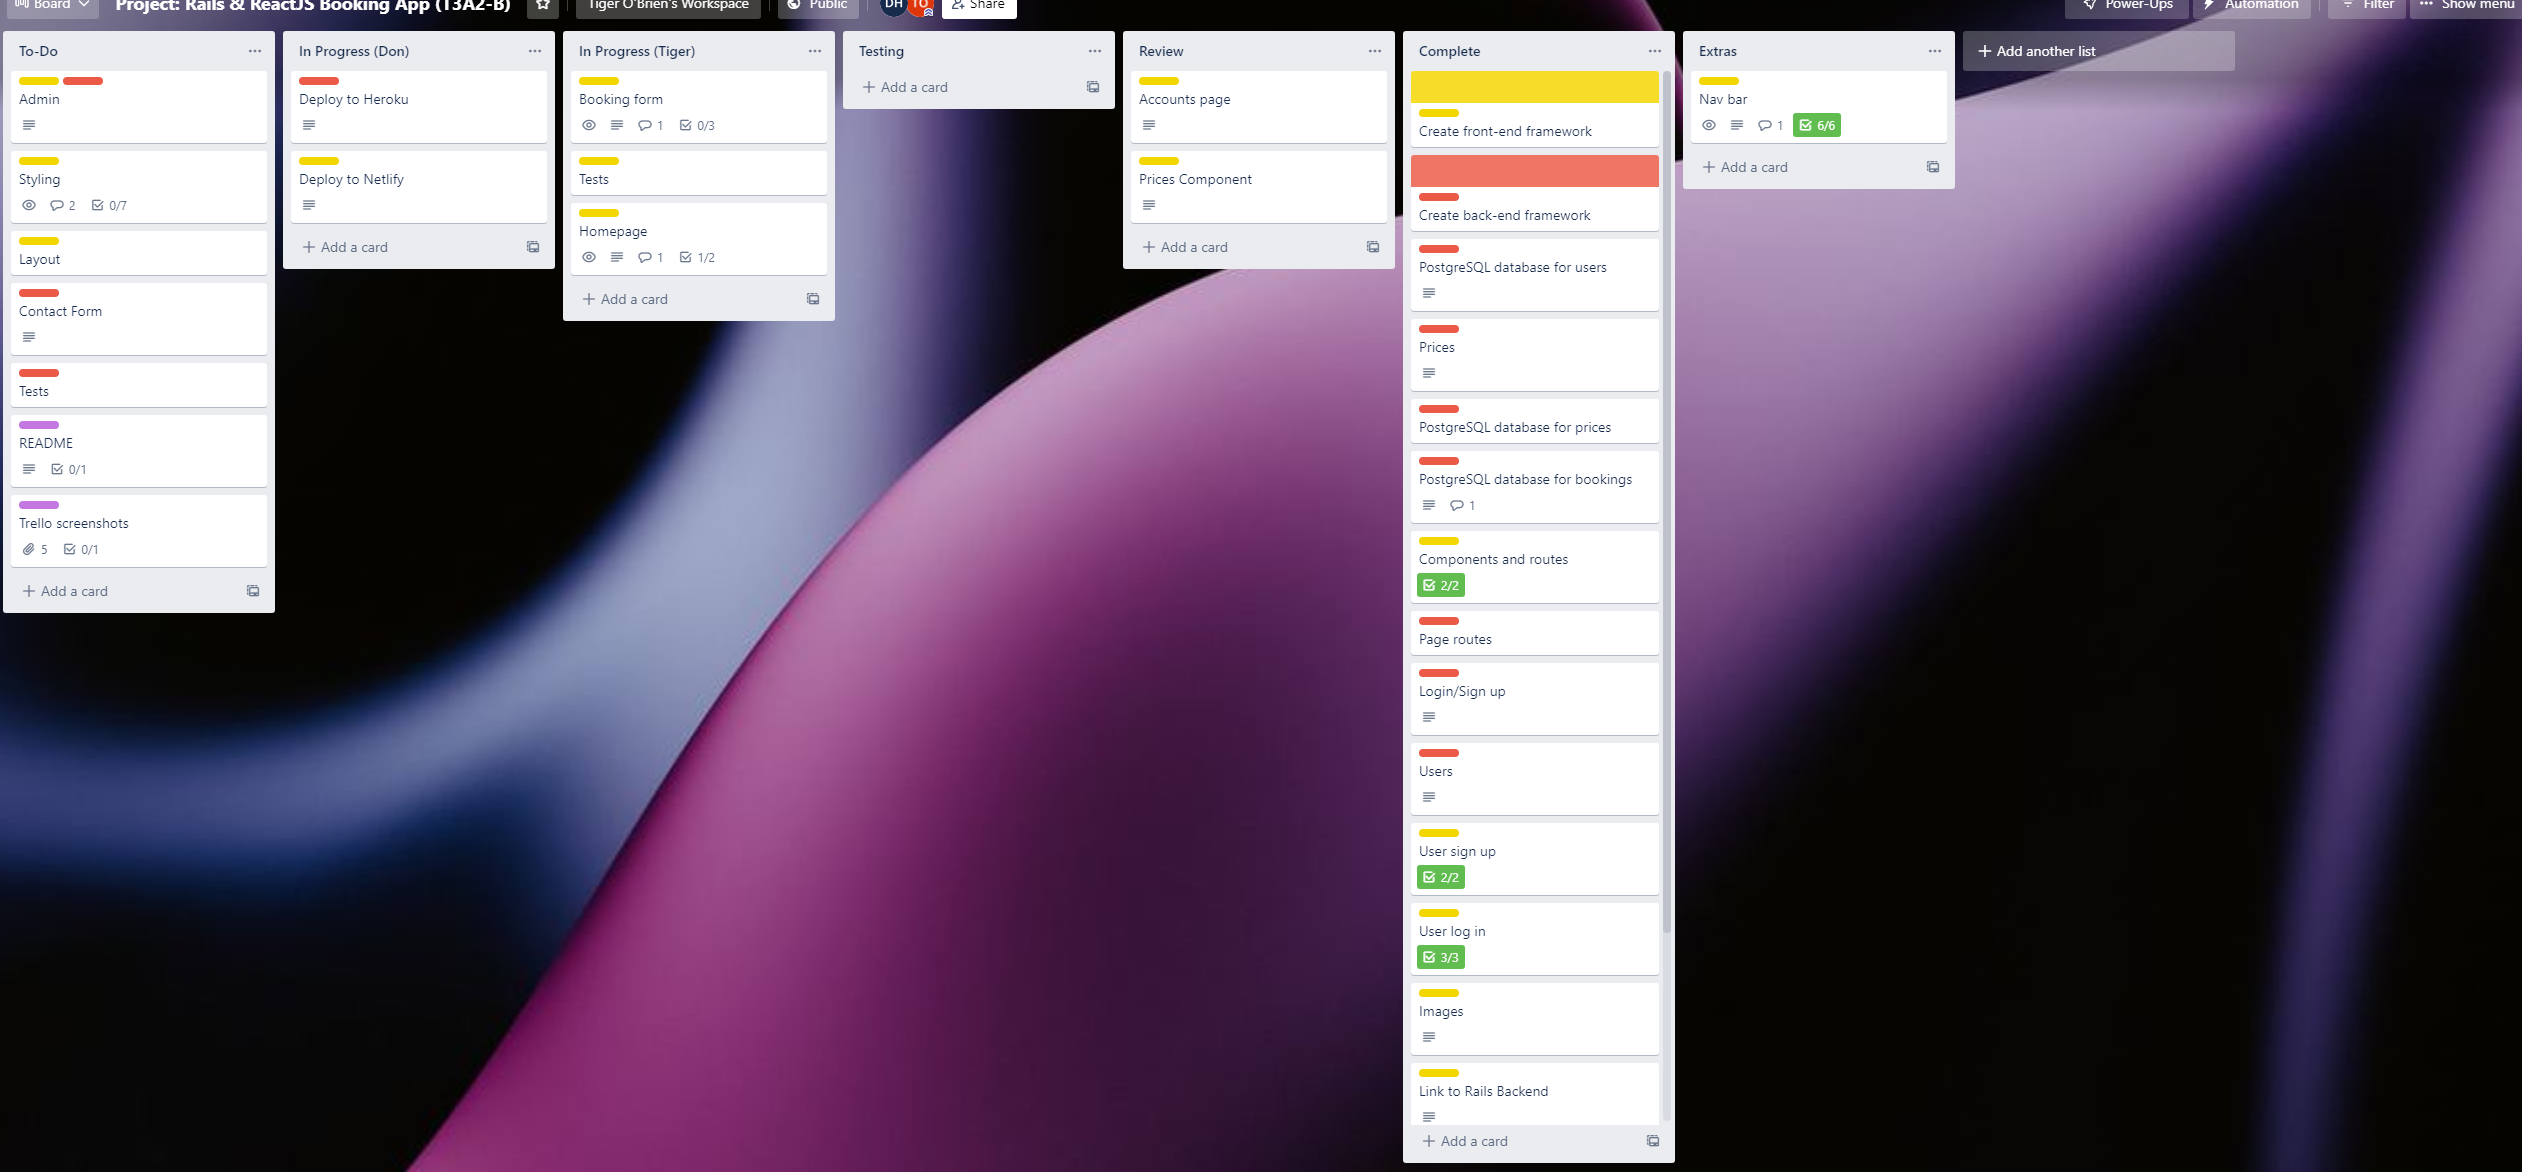 Board
Project: Rails & ReactJS Booking App (T3A2-B)
Tiger O'Brien's Workspace
Public
DH
TO
Share
Power-Ups
Automation
Filter
Show menu
To-Do
Admin
Styling
2
0/7
Layout
Contact Form
Tests
README
0/1
Trello screenshots
5
0/1
Add a card
In Progress (Don)
Deploy to Heroku
Deploy to Netlify
Add a card
In Progress (Tiger)
Booking form
1
0/3
Tests
Homepage
1
1/2
Add a card
Testing
Add a card
Review
Accounts page
Prices Component
Add a card
Complete
Create front-end framework
Create back-end framework
PostgreSQL database for users
Prices
PostgreSQL database for prices
PostgreSQL database for bookings
1
Components and routes
2/2
Page routes
Login/Sign up
Users
User sign up
2/2
User log in
3/3
Images
Link to Rails Backend
Add a card
Extras
Nav bar
1
6/6
Add a card
Add another list